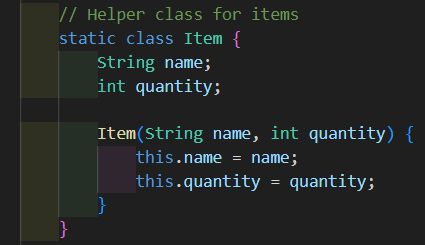 // Helper class for items
static class Item {
String name;
int quantity;
Item(String name, int quantity) {
this.name = name;
this.quantity = quantity;
}
}